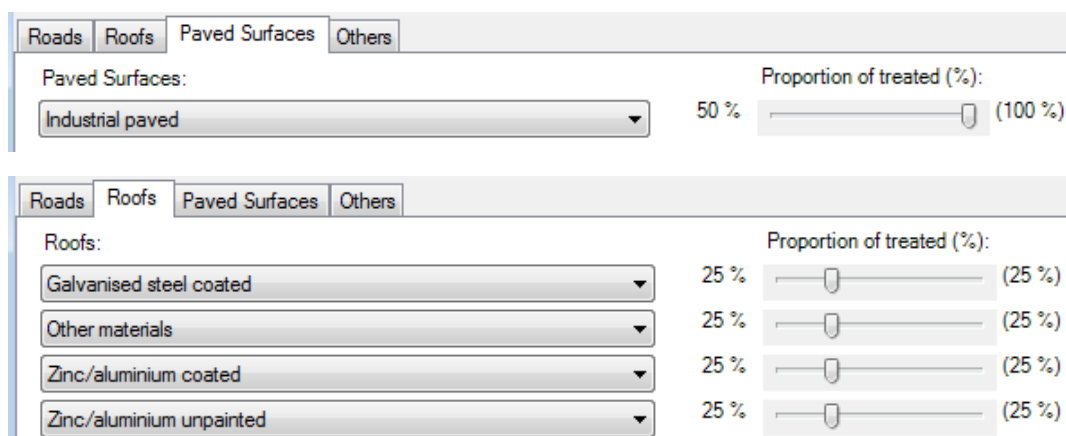 Roads Roofs Paved Surfaces Others
Paved Surfaces: Proportion of treated (%):
Industrial paved 50 % (100 %)
Roads Roofs Paved Surfaces Others
Roofs: Proportion of treated (%):
Galvanised steel coated 25 % (25 %)
Other materials 25 % (25 %)
Zinc/aluminium coated 25 % (25 %)
Zinc/aluminium unpainted 25 % (25 %)